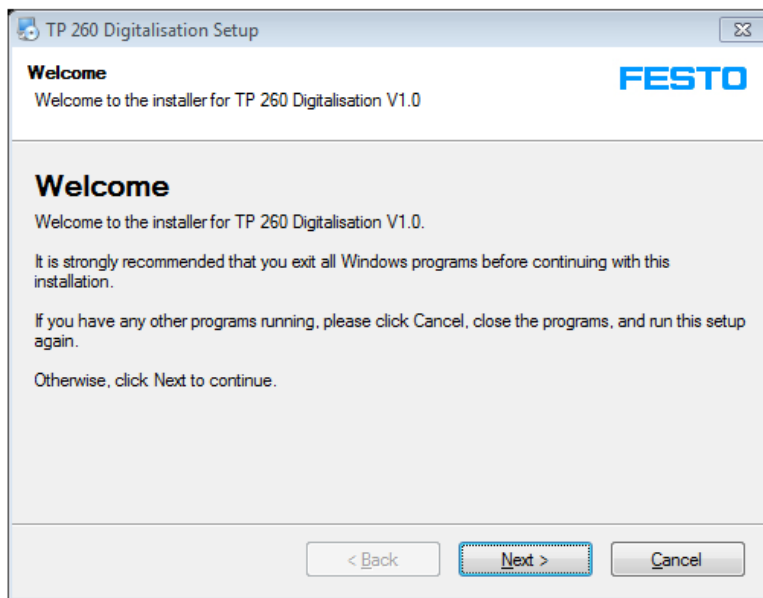 TP 260 Digitalisation Setup
Welcome
FESTO
Welcome to the installer for TP 260 Digitalisation V1.0
Welcome
Welcome to the installer for TP 260 Digitalisation V1.0.
It is strongly recommended that you exit all Windows programs before continuing with this
installation.
If you have any other programs running, please click Cancel, close the programs, and run this setup
again.
Otherwise, click Next to continue.
< Back
Next >
Cancel